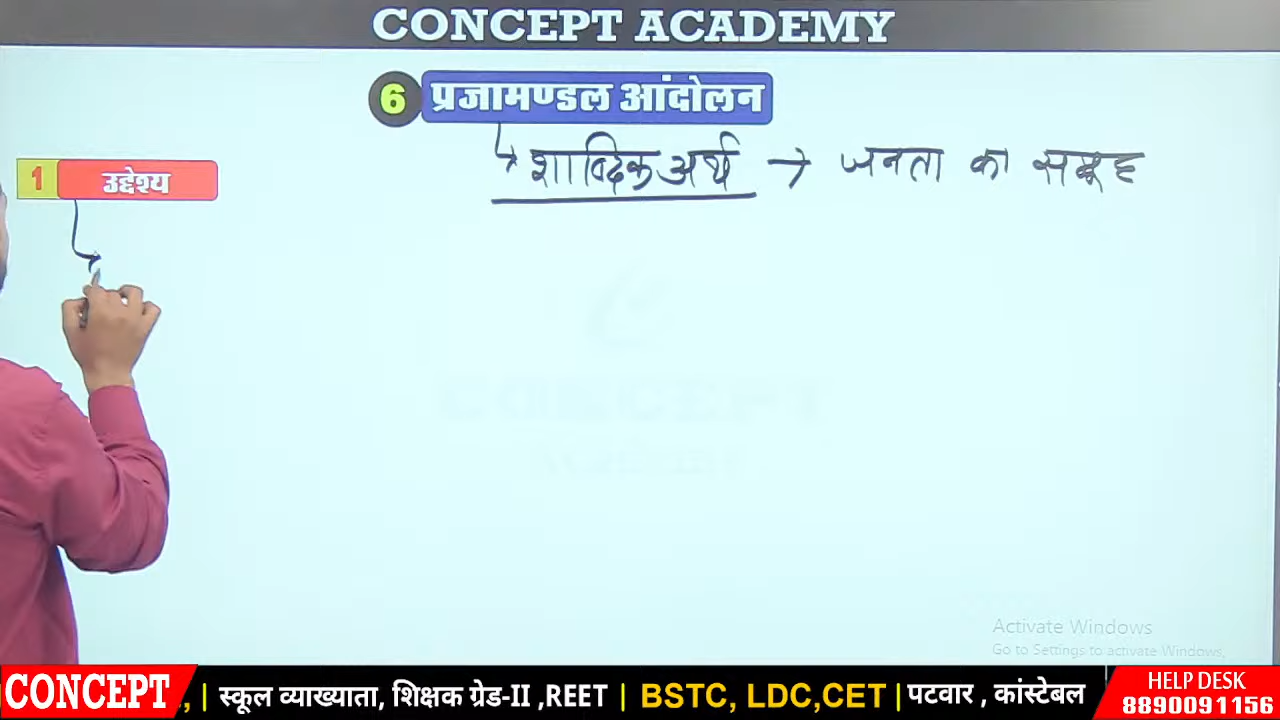 CONCEPT ACADEMY
6 प्रजामण्डल आंदोलन
↳ शाब्दिक अर्थ → जनता का समूह
1 उद्देश्य
Activate Windows
Go to Settings to activate Windows.
CONCEPT | स्कूल व्याख्याता, शिक्षक ग्रेड-II ,REET | BSTC, LDC,CET | पटवार , कांस्टेबल
HELP DESK
8890091156